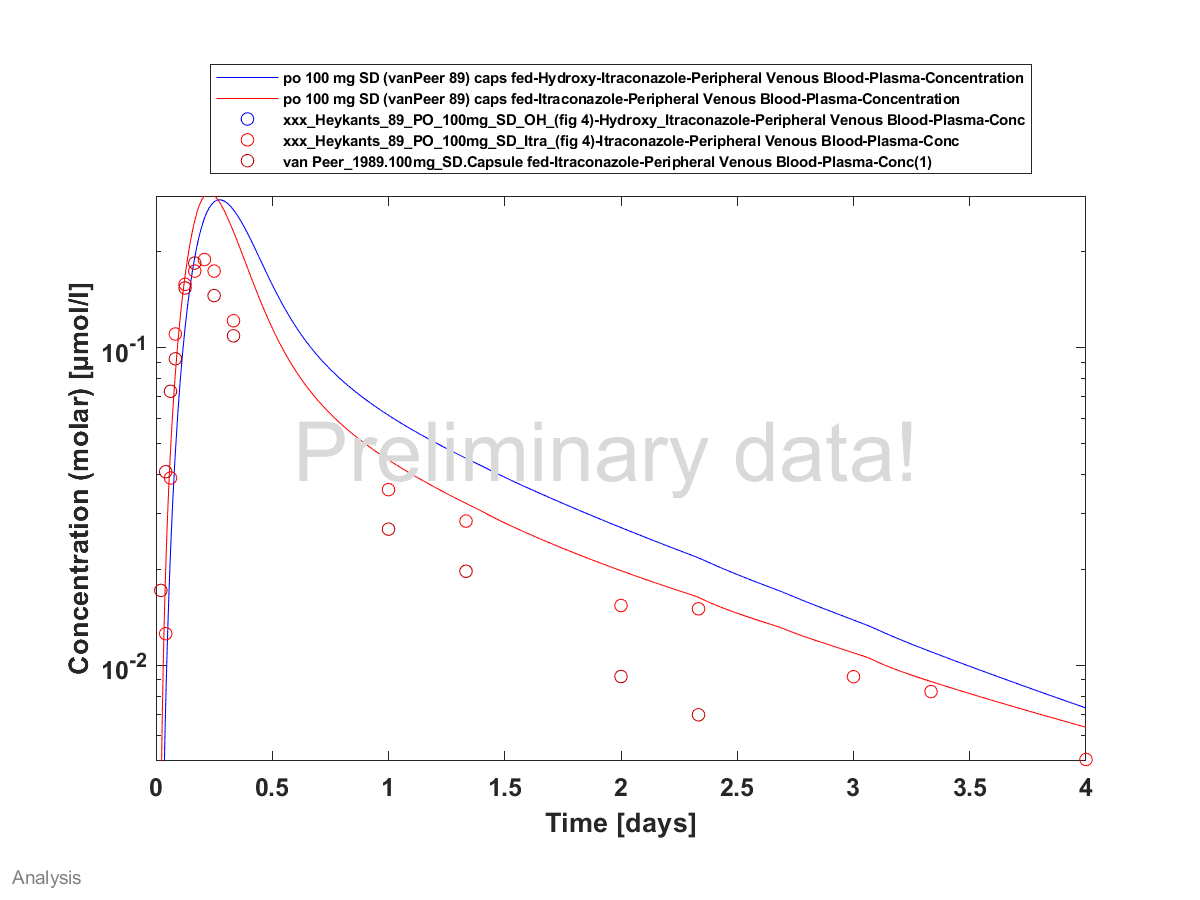 po 100 mg SD (vanPeer 89) caps fed-Hydroxy-Itraconazole-Peripheral Venous Blood-Plasma-Concentration
po 100 mg SD (vanPeer 89) caps fed-Itraconazole-Peripheral Venous Blood-Plasma-Concentration
xxx_Heykants_89_PO_100mg_SD_OH_(fig 4)-Hydroxy_Itraconazole-Peripheral Venous Blood-Plasma-Conc
xxx_Heykants_89_PO_100mg_SD_Itra_(fig 4)-Itraconazole-Peripheral Venous Blood-Plasma-Conc
van Peer_1989.100mg_SD.Capsule fed-Itraconazole-Peripheral Venous Blood-Plasma-Conc(1)
Concentration (molar) [µmol/l]
10^-1
10^-2
Preliminary data!
0 0.5 1 1.5 2 2.5 3 3.5 4
Time [days]
Analysis